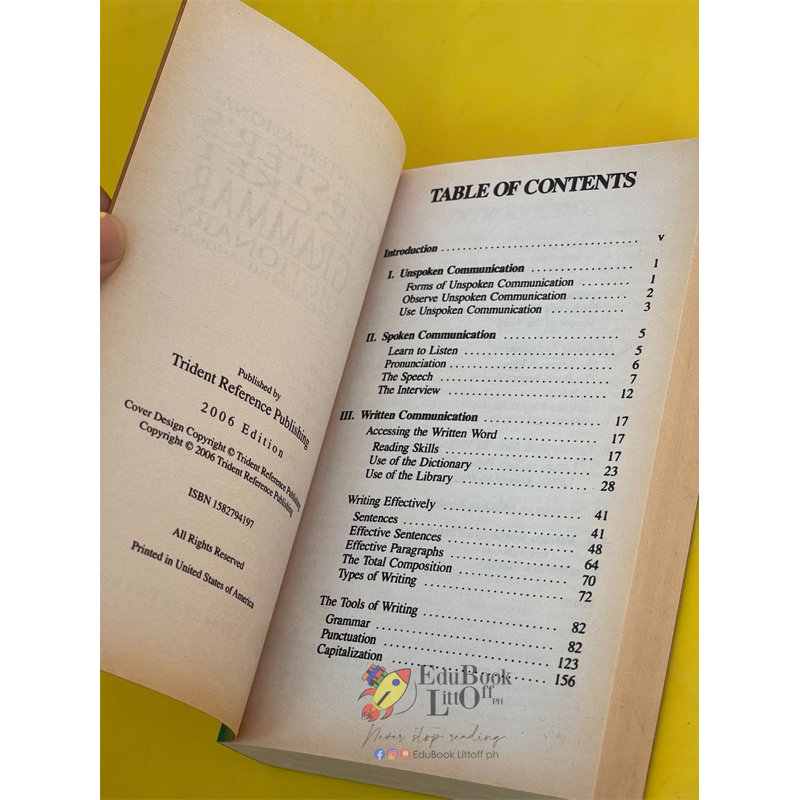 Published by
Trident Reference Publishing
2006 Edition
Cover Design Copyright © Trident Reference Publishing
Copyright © 2006 Trident Reference Publishing
ISBN 1582794197
All Rights Reserved
Printed in United States of America
TABLE OF CONTENTS
Introduction .......... v
I. Unspoken Communication .......... 1
Forms of Unspoken Communication .......... 1
Observe Unspoken Communication .......... 2
Use Unspoken Communication .......... 3
II. Spoken Communication .......... 5
Learn to Listen .......... 5
Pronunciation .......... 6
The Speech .......... 7
The Interview .......... 12
III. Written Communication .......... 17
Accessing the Written Word .......... 17
Reading Skills .......... 17
Use of the Dictionary .......... 23
Use of the Library .......... 28
Writing Effectively .......... 41
Sentences .......... 41
Effective Sentences .......... 48
Effective Paragraphs .......... 64
The Total Composition .......... 70
Types of Writing .......... 72
The Tools of Writing .......... 82
Grammar .......... 82
Punctuation .......... 123
Capitalization .......... 156
EduBook
LittOff PH
Never stop reading
EduBook Littoff ph